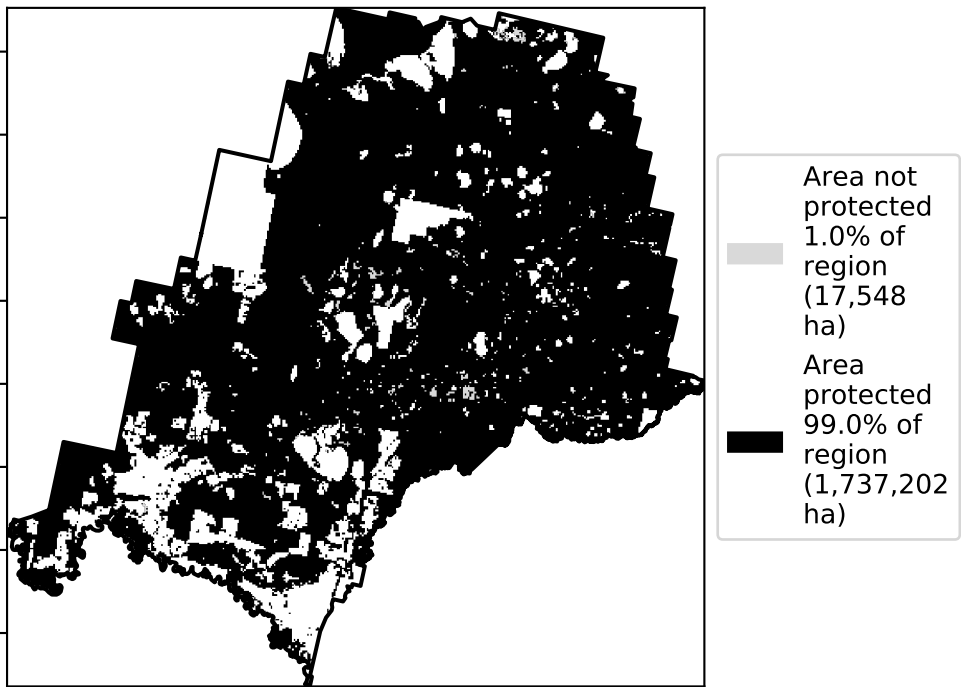 Area not
protected
1.0% of
region
(17,548
ha)
Area
protected
99.0% of
region
(1,737,202
ha)